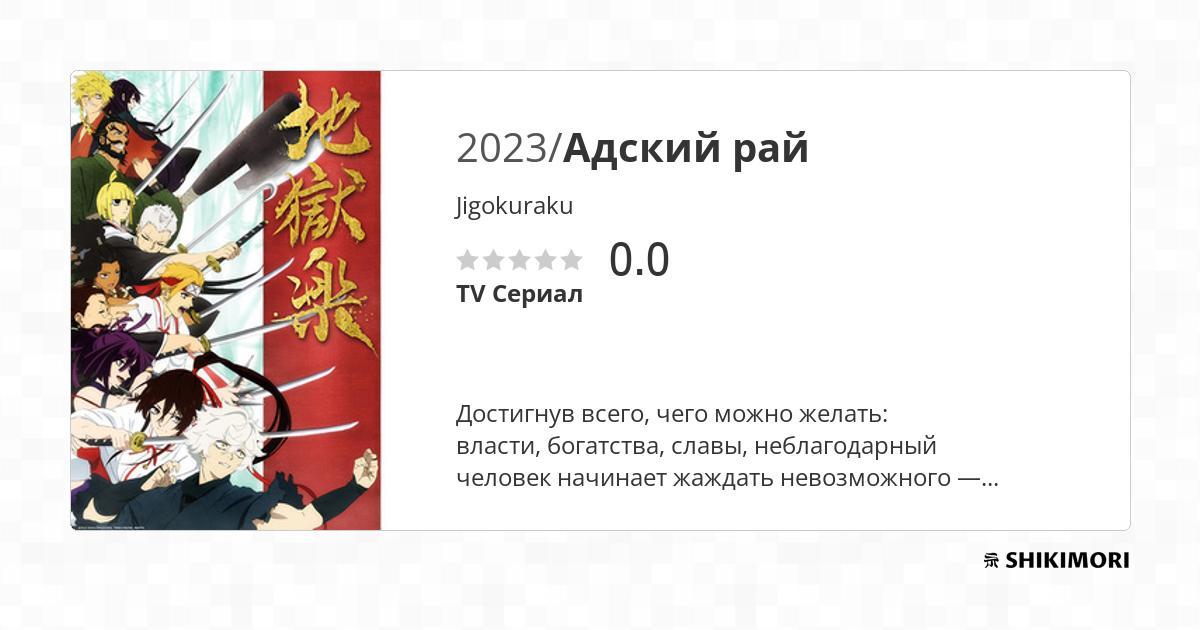 地獄楽
2023/Адский рай
Jigokuraku
0.0
TV Сериал
Достигнув всего, чего можно желать:
власти, богатства, славы, неблагодарный
человек начинает жаждать невозможного —...
SHIKIMORI